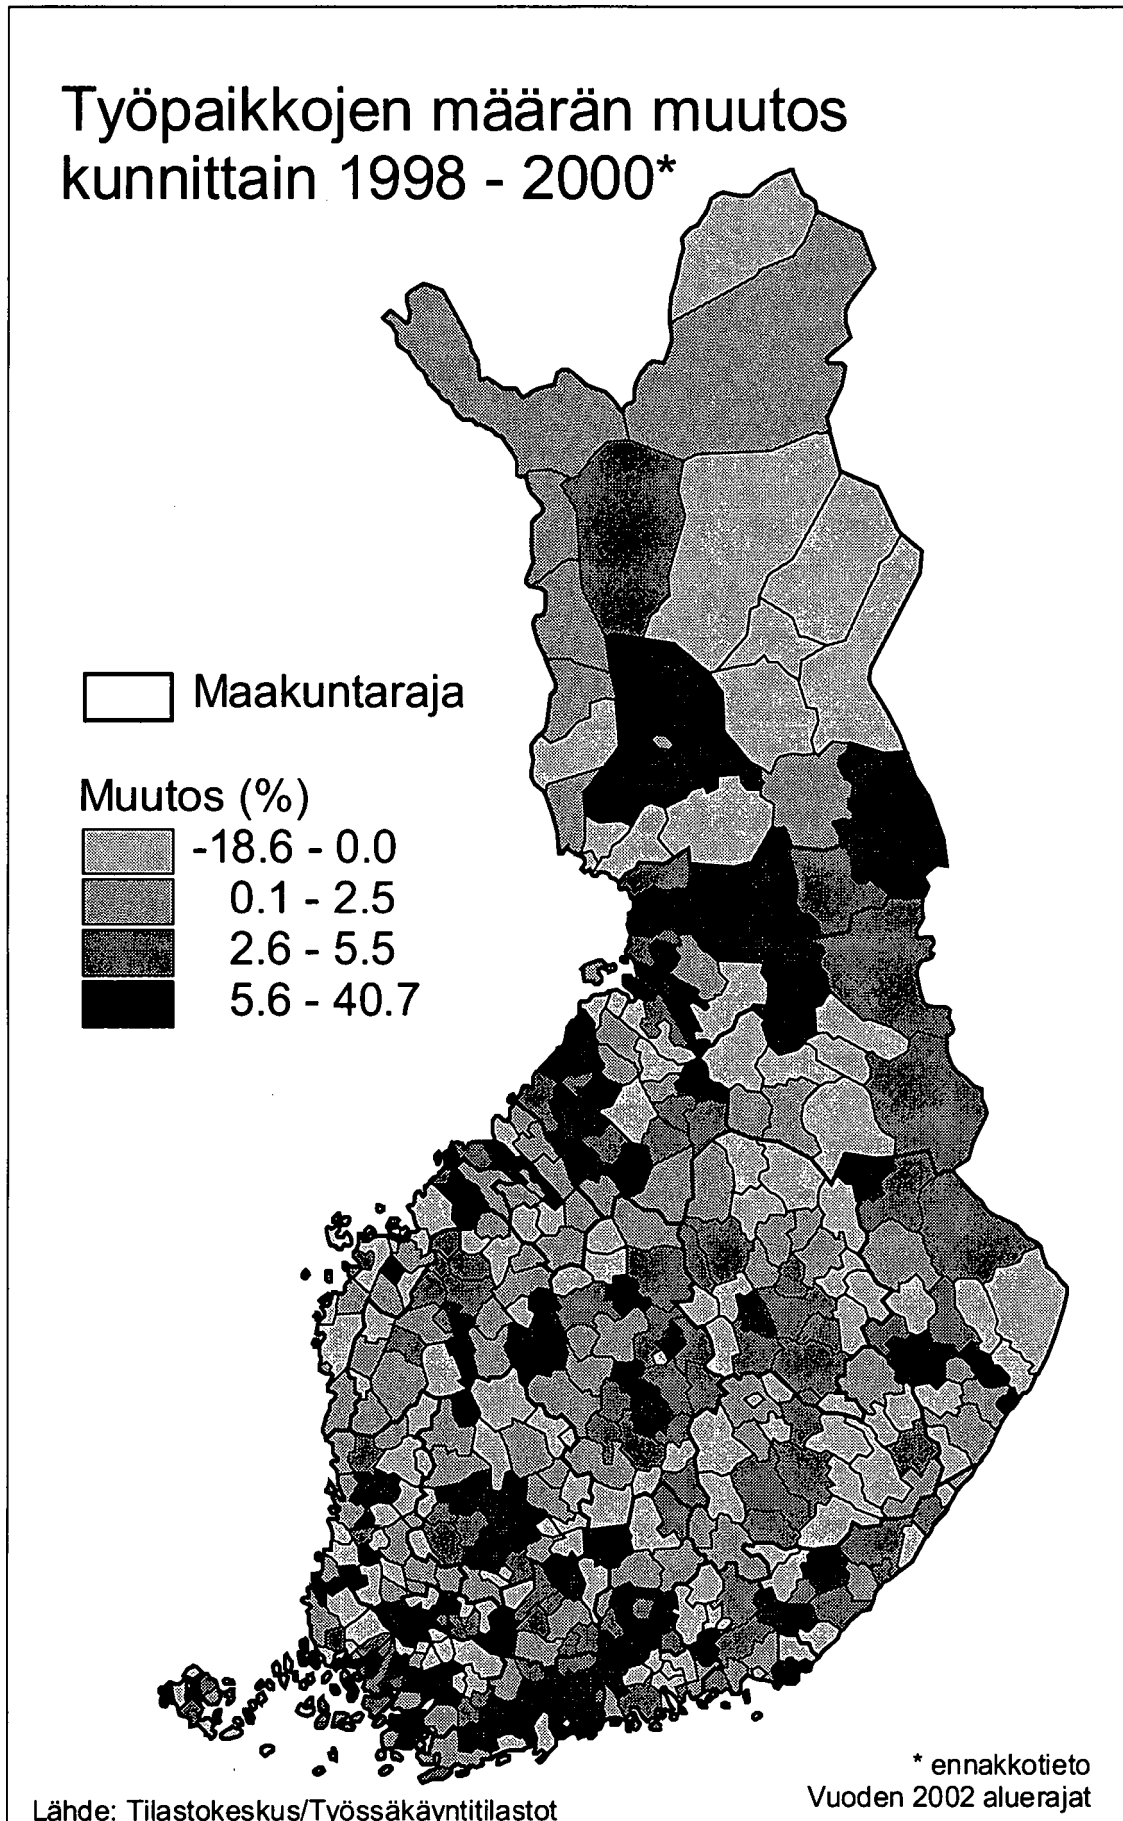 Työpaikkojen määrän muutos
kunnittain 1998 - 2000*
Maakuntaraja
Muutos (%)
-18.6 - 0.0
0.1 - 2.5
2.6 - 5.5
5.6 - 40.7
* ennakkotieto
Vuoden 2002 aluerajat
Lähde: Tilastokeskus/Työssäkäyntitilastot